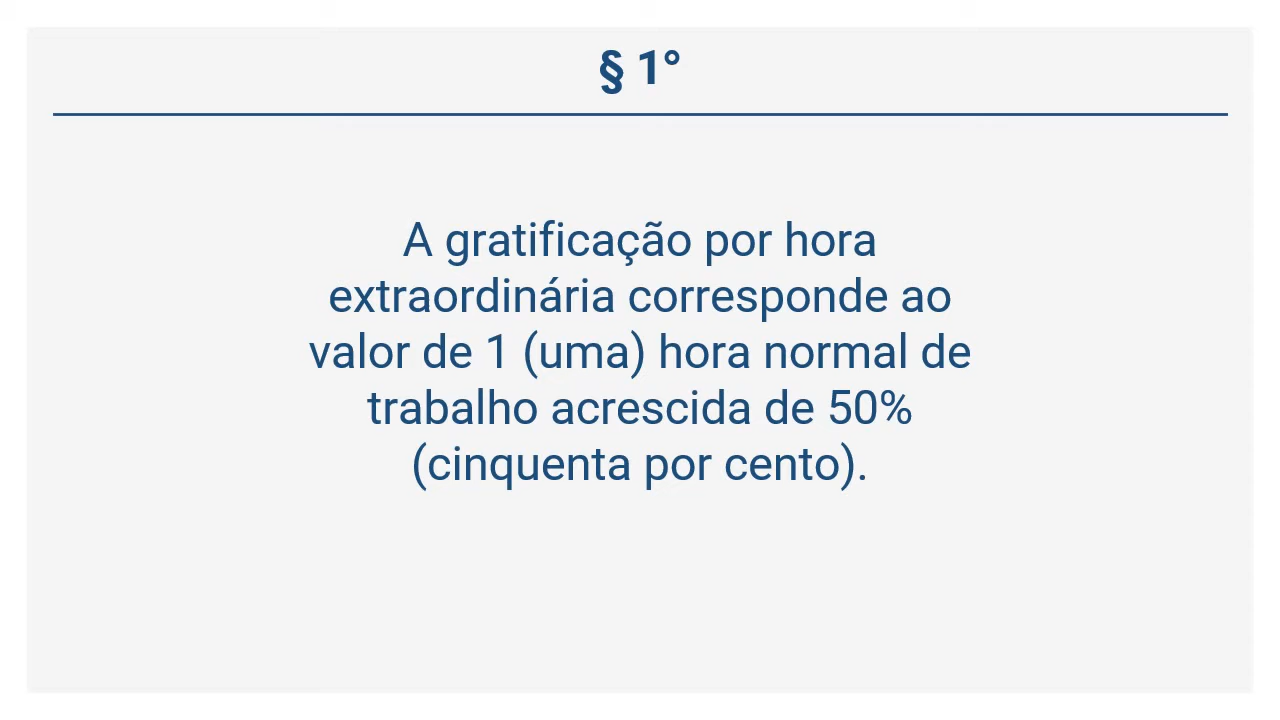 § 1°
A gratificação por hora
extraordinária corresponde ao
valor de 1 (uma) hora normal de
trabalho acrescida de 50%
(cinquenta por cento).